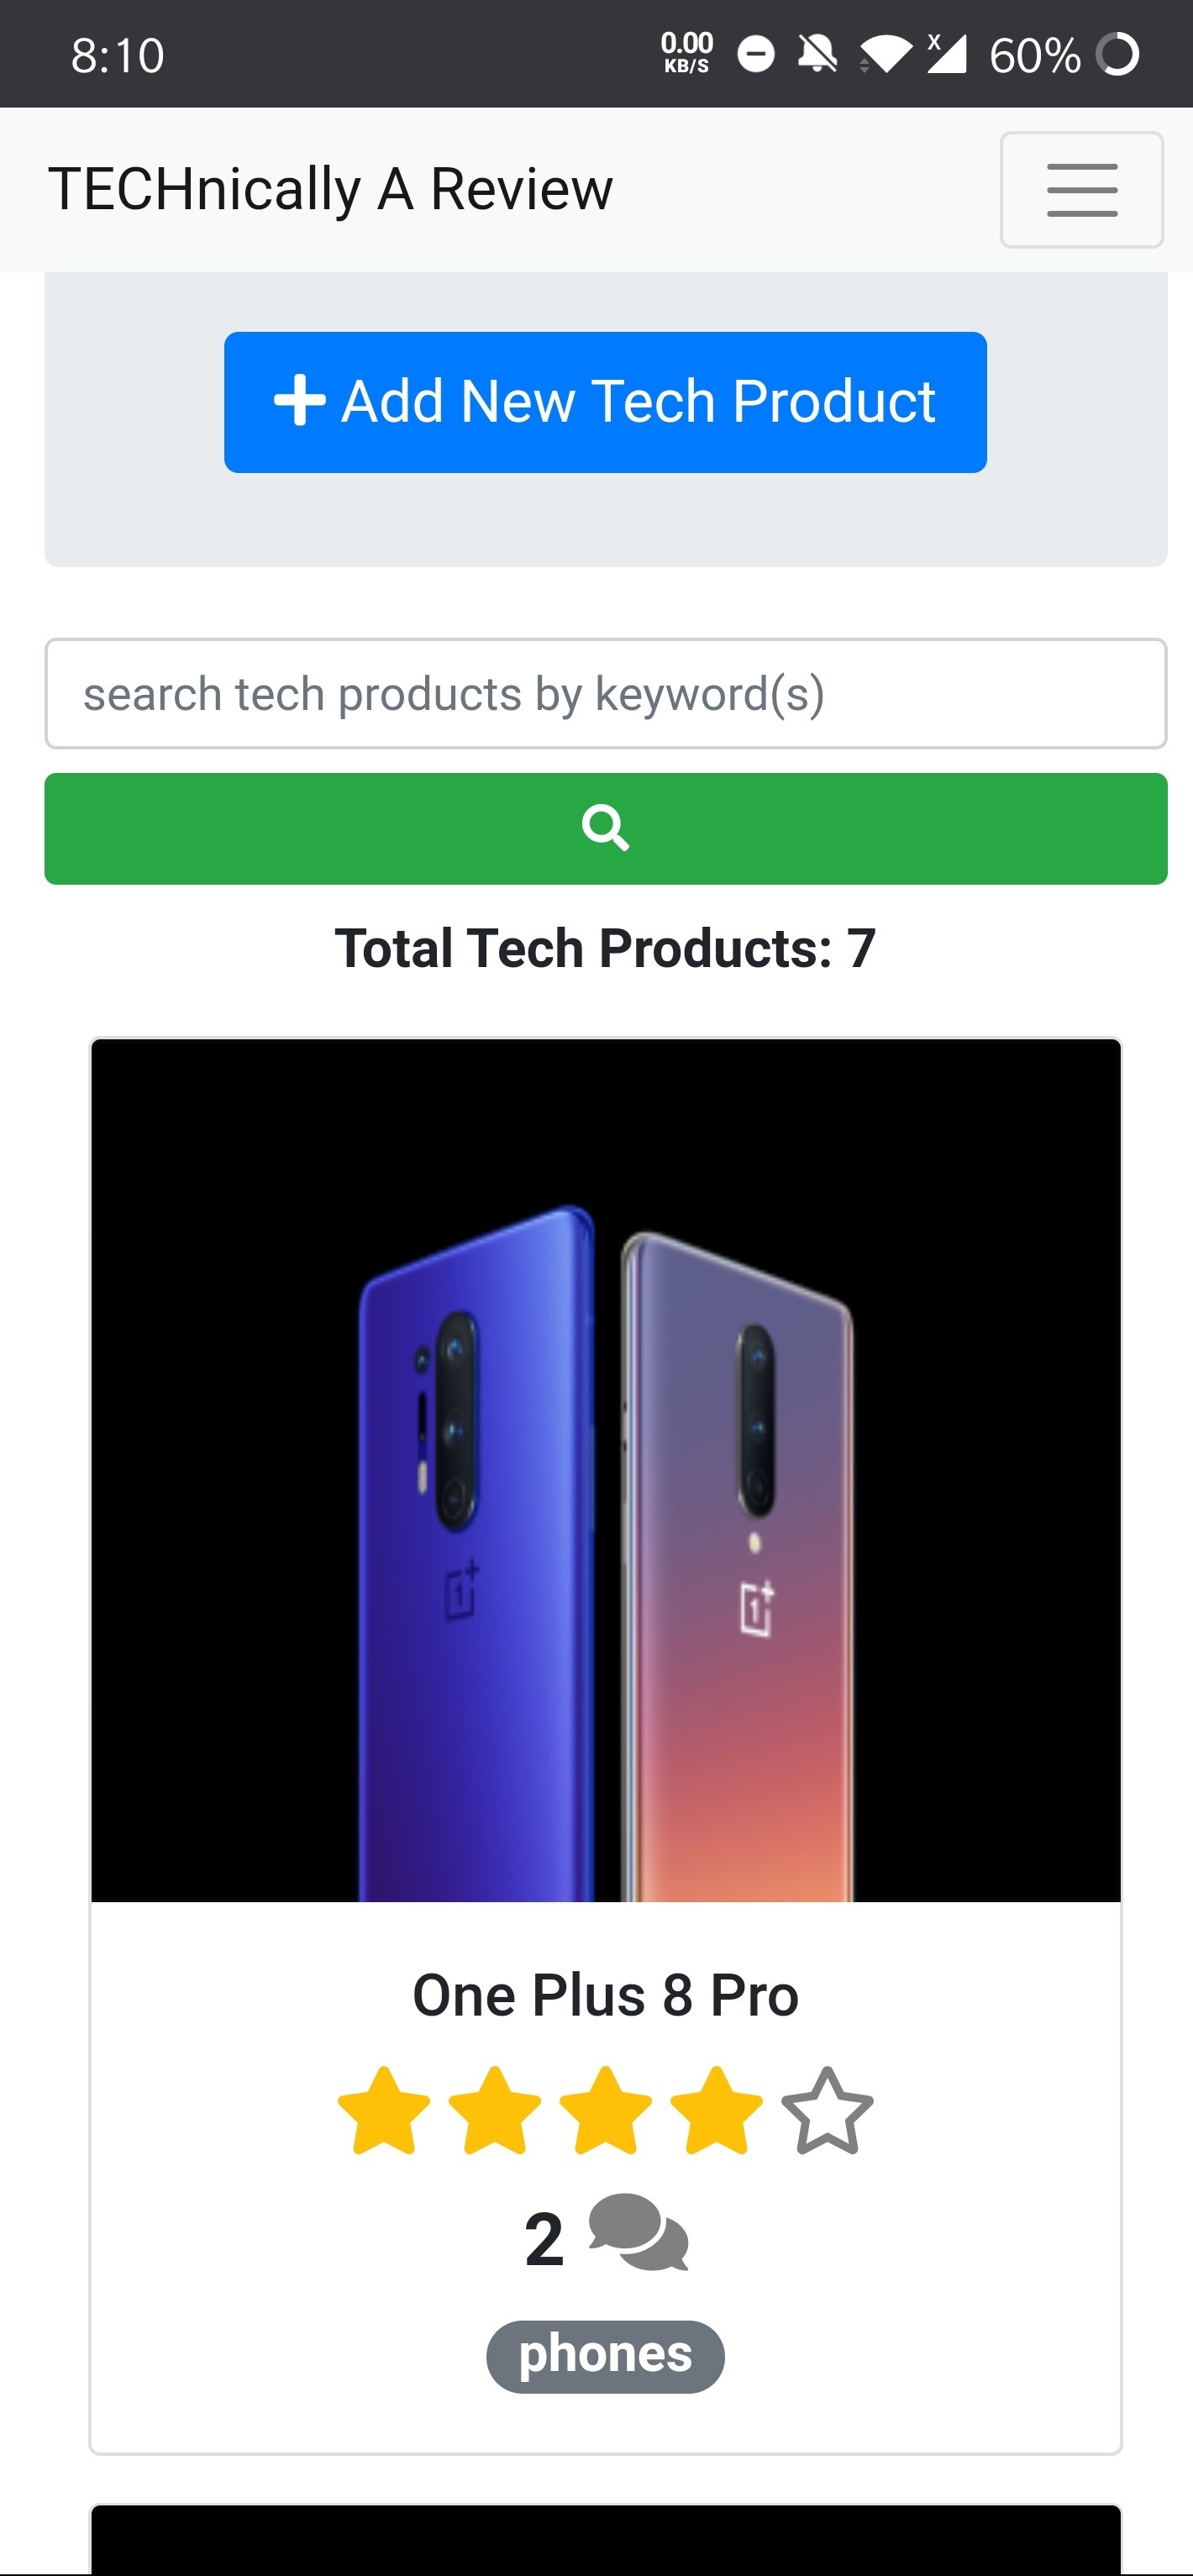 8:10
0.00
KB/S
X
60%
TECHnically A Review
Add New Tech Product
search tech products by keyword(s)
Total Tech Products: 7
One Plus 8 Pro
2
phones